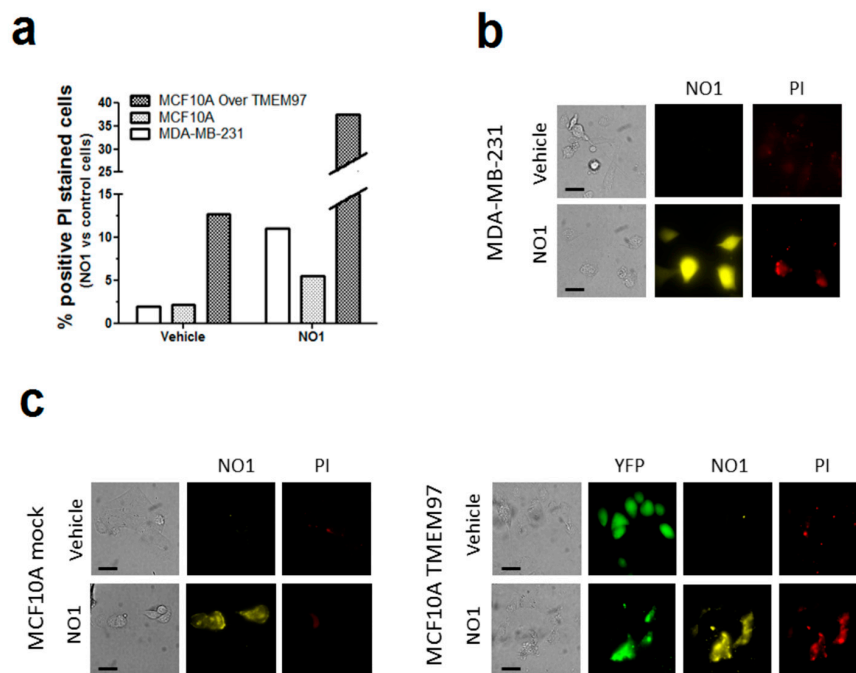 a
% positive PI stained cells
(NO1 vs control cells)
40
35
30
25
15
10
5
0
MCF10A Over TMEM97
MCF10A
MDA-MB-231
Vehicle NO1
b
NO1 PI
MDA-MB-231
Vehicle
NO1
c
NO1 PI
MCF10A mock
Vehicle
NO1
YFP NO1 PI
MCF10A TMEM97
Vehicle
NO1